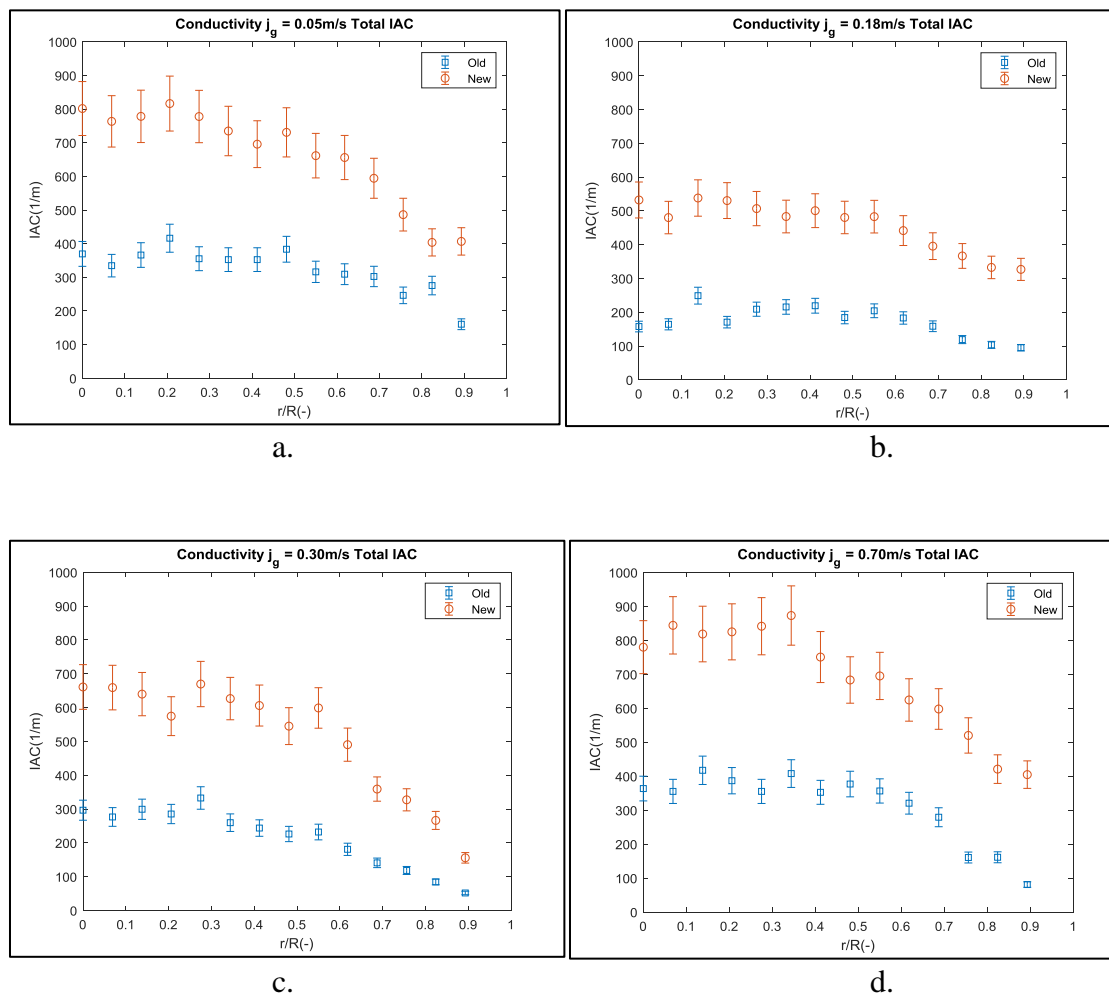 Conductivity j_g = 0.05m/s Total IAC
1000
900
800
700
600
500
400
300
200
100
0
IAC(1/m)
Old
New
0 0.1 0.2 0.3 0.4 0.5 0.6 0.7 0.8 0.9 1
r/R(-)
a.
Conductivity j_g = 0.18m/s Total IAC
1000
900
800
700
600
500
400
300
200
100
0
IAC(1/m)
Old
New
0 0.1 0.2 0.3 0.4 0.5 0.6 0.7 0.8 0.9 1
r/R(-)
b.
Conductivity j_g = 0.30m/s Total IAC
1000
900
800
700
600
500
400
300
200
100
0
IAC(1/m)
Old
New
0 0.1 0.2 0.3 0.4 0.5 0.6 0.7 0.8 0.9 1
r/R(-)
c.
Conductivity j_g = 0.70m/s Total IAC
1000
900
800
700
600
500
400
300
200
100
0
IAC(1/m)
Old
New
0 0.1 0.2 0.3 0.4 0.5 0.6 0.7 0.8 0.9 1
r/R(-)
d.